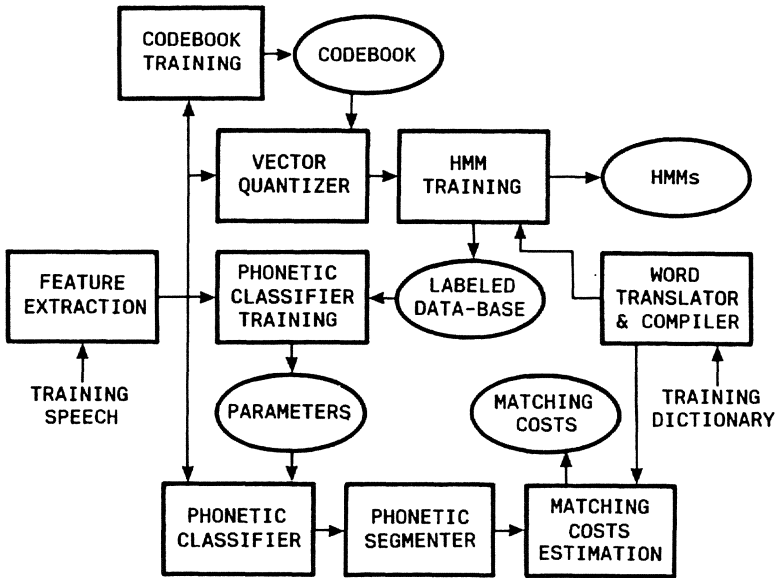 CODEBOOK
TRAINING
CODEBOOK
VECTOR
QUANTIZER
HMM
TRAINING
HMMs
FEATURE
EXTRACTION
PHONETIC
CLASSIFIER
TRAINING
LABELED
DATA-BASE
WORD
TRANSLATOR
& COMPILER
TRAINING
SPEECH
PARAMETERS
MATCHING
COSTS
TRAINING
DICTIONARY
PHONETIC
CLASSIFIER
PHONETIC
SEGMENTER
MATCHING
COSTS
ESTIMATION